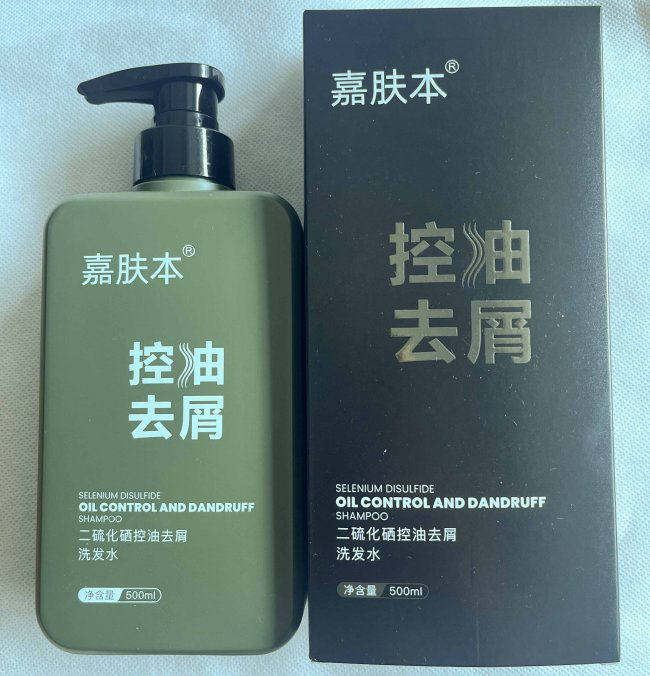 嘉肤本®
控油
去屑
SELENIUM DISULFIDE
OIL CONTROL AND DANDRUFF
SHAMPOO
二硫化硒控油去屑
洗发水
净含量 500ml
嘉肤本®
控油
去屑
SELENIUM DISULFIDE
OIL CONTROL AND DANDRUFF
SHAMPOO
二硫化硒控油去屑
洗发水
净含量 500ml